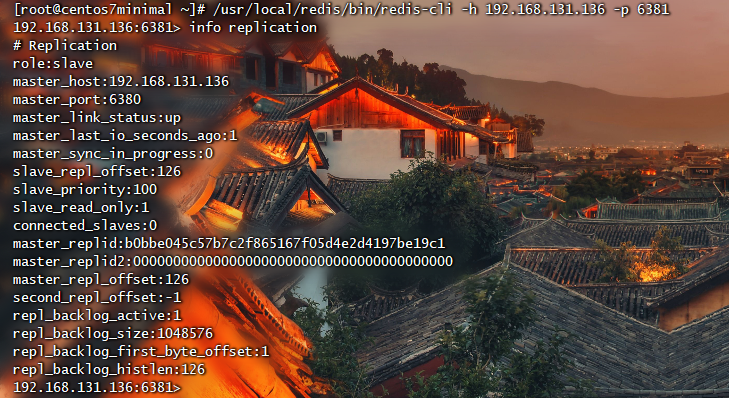 [root@centos7minimal ~]# /usr/local/redis/bin/redis-cli -h 192.168.131.136 -p 6381
192.168.131.136:6381> info replication
# Replication
role:slave
master_host:192.168.131.136
master_port:6380
master_link_status:up
master_last_io_seconds_ago:1
master_sync_in_progress:0
slave_repl_offset:126
slave_priority:100
slave_read_only:1
connected_slaves:0
master_replid:b0bbe045c57b7c2f865167f05d4e2d4197be19c1
master_replid2:0000000000000000000000000000000000000000
master_repl_offset:126
second_repl_offset:-1
repl_backlog_active:1
repl_backlog_size:1048576
repl_backlog_first_byte_offset:1
repl_backlog_histlen:126
192.168.131.136:6381>